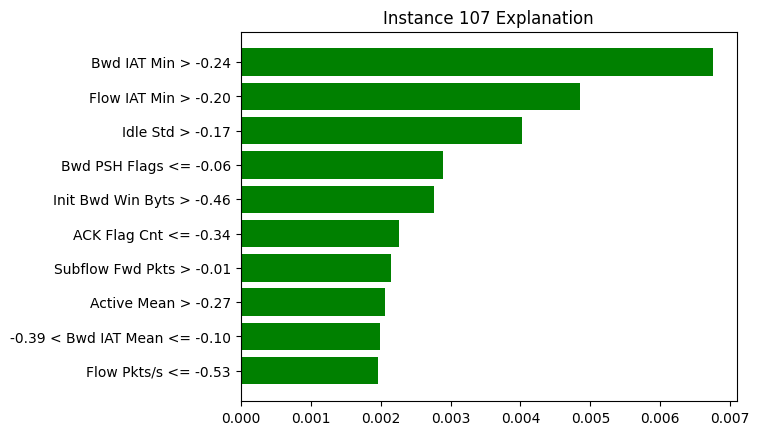 Instance 107 Explanation
Bwd IAT Min > -0.24
Flow IAT Min > -0.20
Idle Std > -0.17
Bwd PSH Flags <= -0.06
Init Bwd Win Byts > -0.46
ACK Flag Cnt <= -0.34
Subflow Fwd Pkts > -0.01
Active Mean > -0.27
-0.39 < Bwd IAT Mean <= -0.10
Flow Pkts/s <= -0.53
0.000 0.001 0.002 0.003 0.004 0.005 0.006 0.007